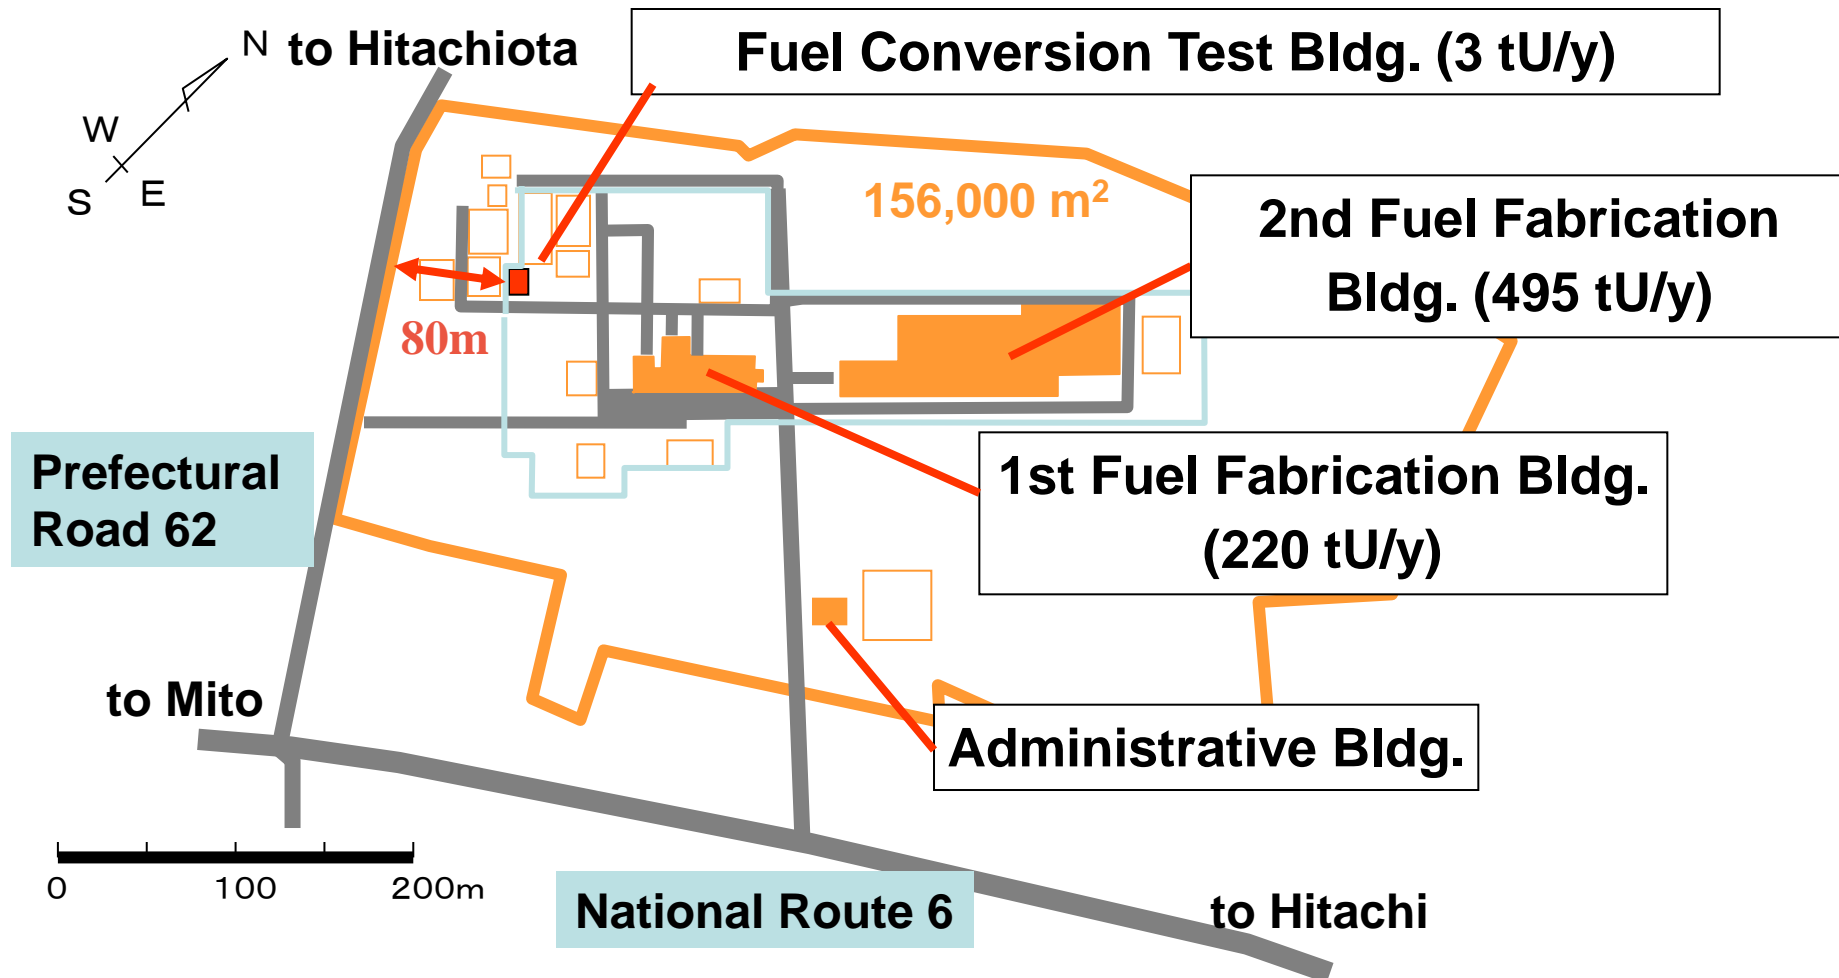 N
to Hitachiota
Fuel Conversion Test Bldg. (3 tU/y)
W
S
E
156,000 m²
2nd Fuel Fabrication
Bldg. (495 tU/y)
80m
Prefectural
Road 62
1st Fuel Fabrication Bldg.
(220 tU/y)
to Mito
Administrative Bldg.
0 100 200m
National Route 6
to Hitachi